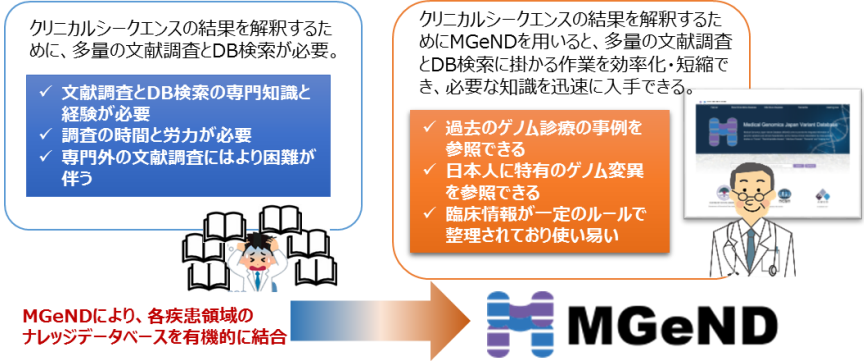 クリニカルシークエンスの結果を解釈するた
めに、多量の文献調査とDB検索が必要。
✓ 文献調査とDB検索の専門知識と
経験が必要
✓ 調査の時間と労力が必要
✓ 専門外の文献調査にはより困難が
伴う
クリニカルシークエンスの結果を解釈するた
めにMGeNDを用いると、多量の文献調査
とDB検索に掛かる作業を効率化・短縮で
き、必要な知識を迅速に入手できる。
✓ 過去のゲノム診療の事例を
参照できる
✓ 日本人に特有のゲノム変異
を参照できる
✓ 臨床情報が一定のルールで
整理されており使い易い
Medical Genomics Japan Variant Database
MGeNDにより、各疾患領域の
ナレッジデータベースを有機的に結合
MGeND